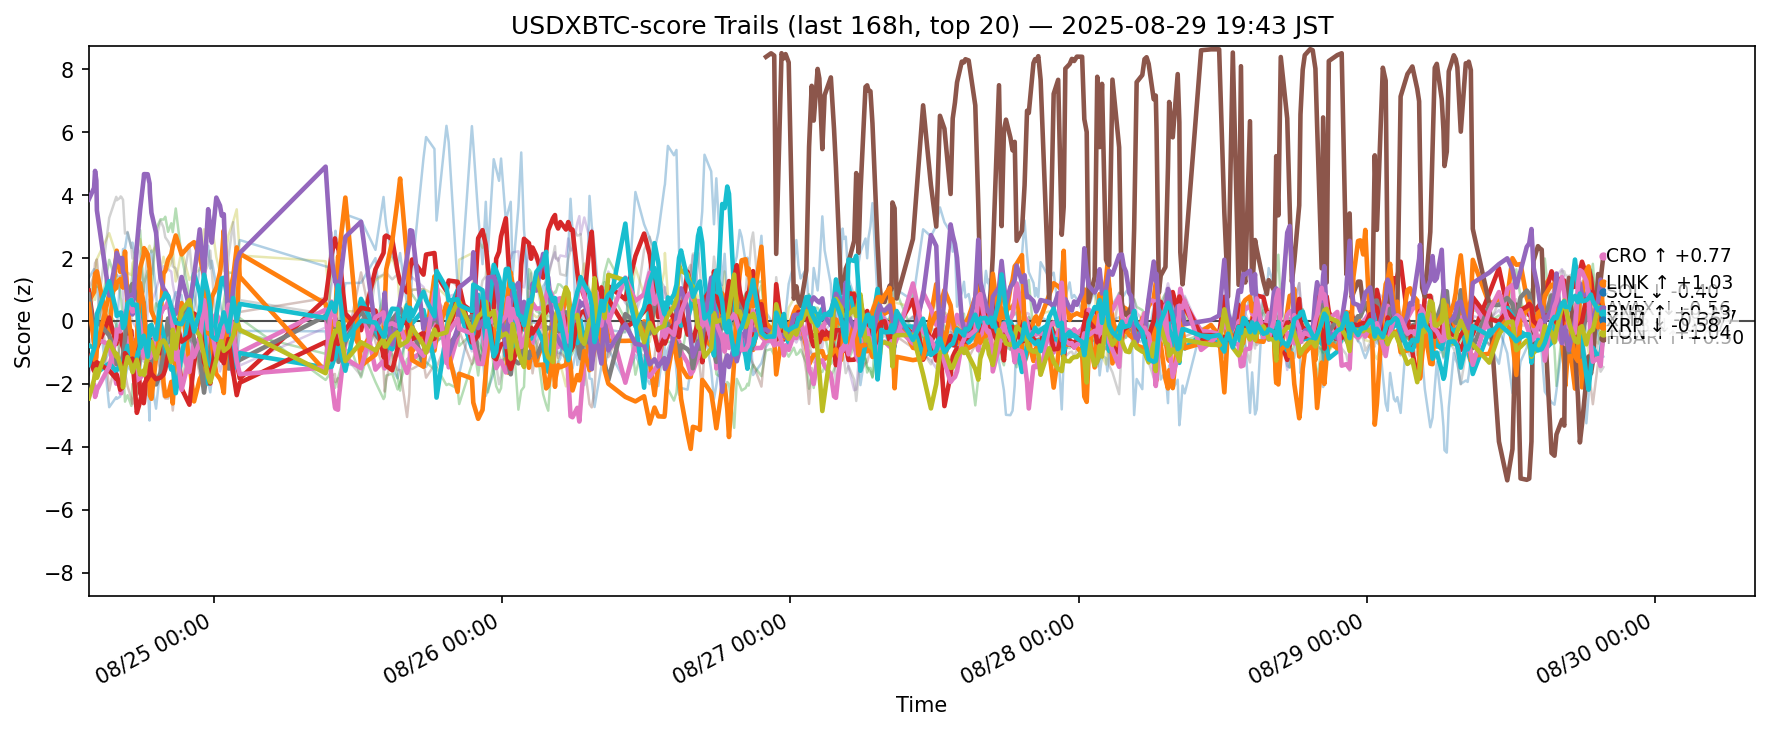 USDXBTC-score Trails (last 168h, top 20) — 2025-08-29 19:43 JST
Score (z)
8
6
4
2
0
−2
−4
−6
−8
CRO ↑ +0.77
LINK ↑ +1.03
SOL ↓ -0.40
XRP ↓ -0.58
08/25 00:00
08/26 00:00
08/27 00:00
08/28 00:00
08/29 00:00
08/30 00:00
Time